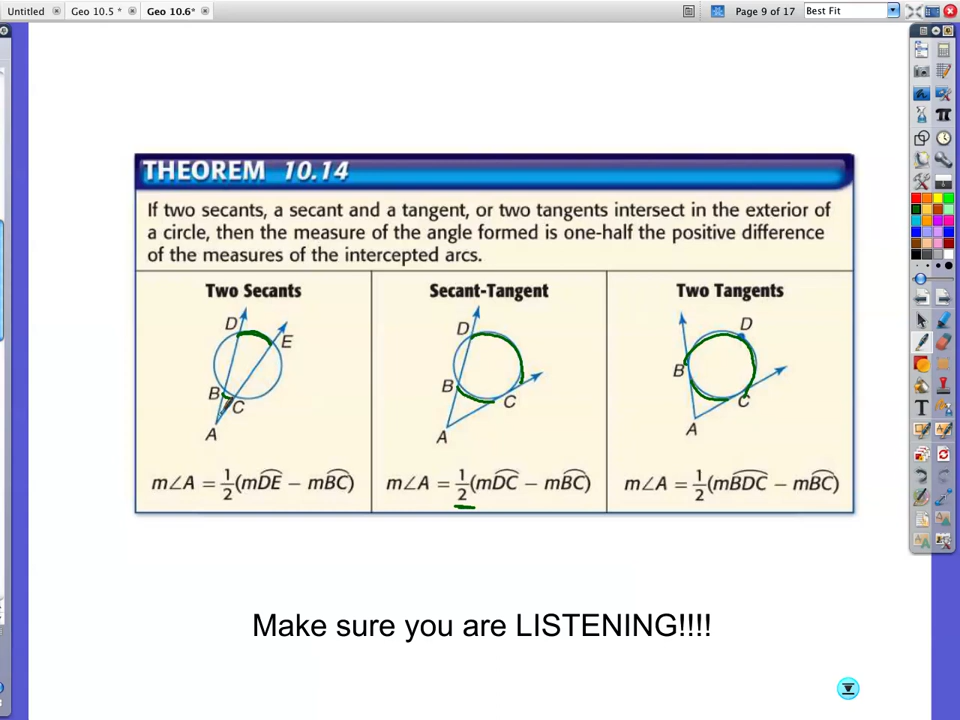 Untitled Geo 10.5 * Geo 10.6* Page 9 of 17 Best Fit
THEOREM 10.14
If two secants, a secant and a tangent, or two tangents intersect in the exterior of
a circle, then the measure of the angle formed is one-half the positive difference
of the measures of the intercepted arcs.
Two Secants
D
E
B
C
A
m∠A = 1/2(mDE − mBC)
Secant-Tangent
D
B
C
A
m∠A = 1/2(mDC − mBC)
Two Tangents
D
B
C
A
m∠A = 1/2(mBDC − mBC)
Make sure you are LISTENING!!!!